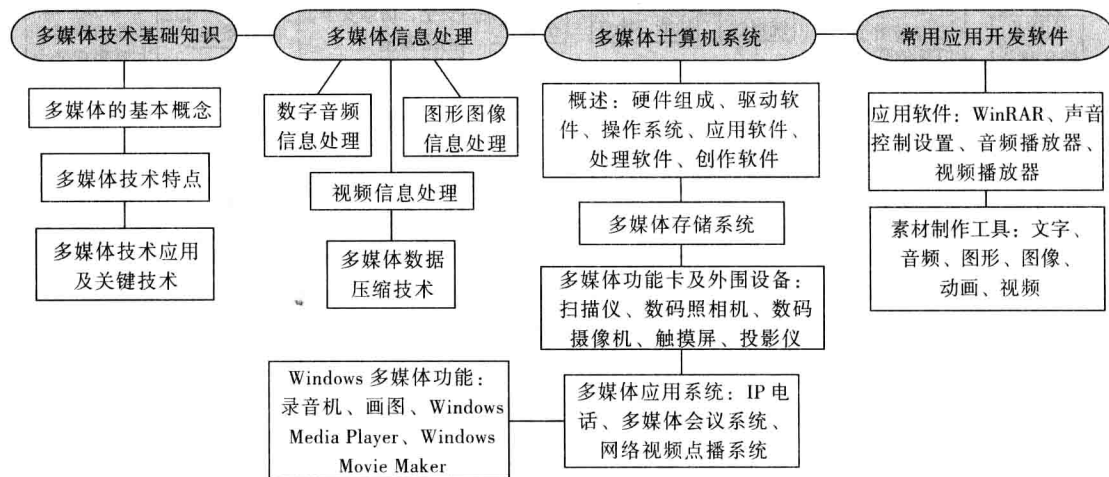 多媒体技术基础知识
多媒体的基本概念
多媒体技术特点
多媒体技术应用
及关键技术
多媒体信息处理
数字音频
信息处理
图形图像
信息处理
视频信息处理
多媒体数据
压缩技术
多媒体计算机系统
概述：硬件组成、驱动软
件、操作系统、应用软件、
处理软件、创作软件
多媒体存储系统
多媒体功能卡及外围设备：
扫描仪、数码照相机、数码
摄像机、触摸屏、投影仪
多媒体应用系统：IP 电
话、多媒体会议系统、
网络视频点播系统
Windows 多媒体功能：
录音机、画图、Windows
Media Player、Windows
Movie Maker
常用应用开发软件
应用软件：WinRAR、声音
控制设置、音频播放器、
视频播放器
素材制作工具：文字、
音频、图形、图像、
动画、视频